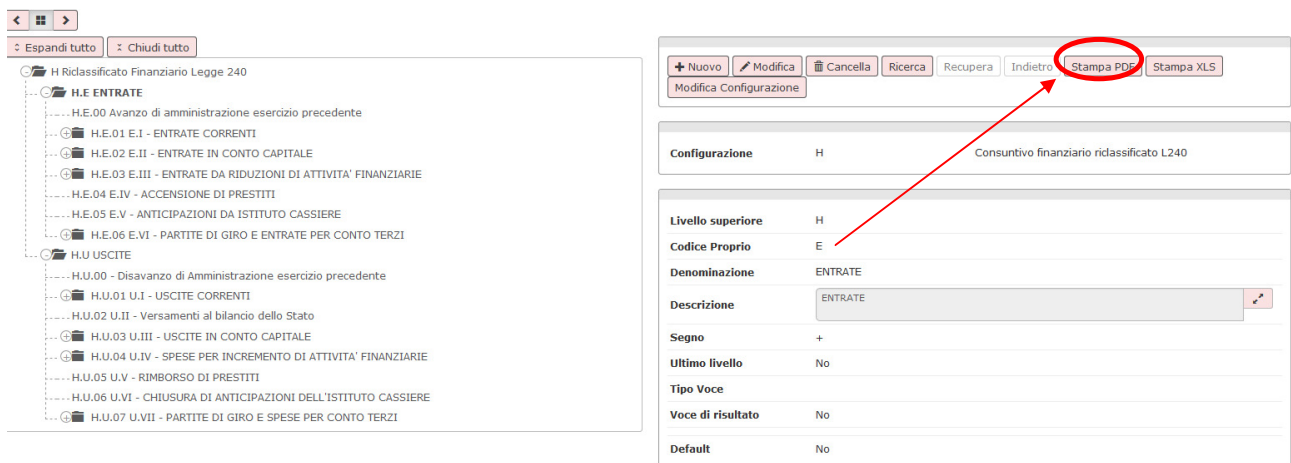 Espandi tutto Chiudi tutto
H Riclassificato Finanziario Legge 240
H.E ENTRATE
H.E.00 Avanzo di amministrazione esercizio precedente
H.E.01 E.I - ENTRATE CORRENTI
H.E.02 E.II - ENTRATE IN CONTO CAPITALE
H.E.03 E.III - ENTRATE DA RIDUZIONI DI ATTIVITA' FINANZIARIE
H.E.04 E.IV - ACCENSIONE DI PRESTITI
H.E.05 E.V - ANTICIPAZIONI DA ISTITUTO CASSIERE
H.E.06 E.VI - PARTITE DI GIRO E ENTRATE PER CONTO TERZI
H.U USCITE
H.U.00 - Disavanzo di Amministrazione esercizio precedente
H.U.01 U.I - USCITE CORRENTI
H.U.02 U.II - Versamenti al bilancio dello Stato
H.U.03 U.III - USCITE IN CONTO CAPITALE
H.U.04 U.IV - SPESE PER INCREMENTO DI ATTIVITA' FINANZIARIE
H.U.05 U.V - RIMBORSO DI PRESTITI
H.U.06 U.VI - CHIUSURA DI ANTICIPAZIONI DELL'ISTITUTO CASSIERE
H.U.07 U.VII - PARTITE DI GIRO E SPESE PER CONTO TERZI
Nuovo Modifica Cancella Ricerca Recupera Indietro Stampa PDF Stampa XLS
Modifica Configurazione
Configurazione H Consuntivo finanziario riclassificato L240
Livello superiore H
Codice Proprio E
Denominazione ENTRATE
Descrizione ENTRATE
Segno +
Ultimo livello No
Tipo Voce
Voce di risultato No
Default No